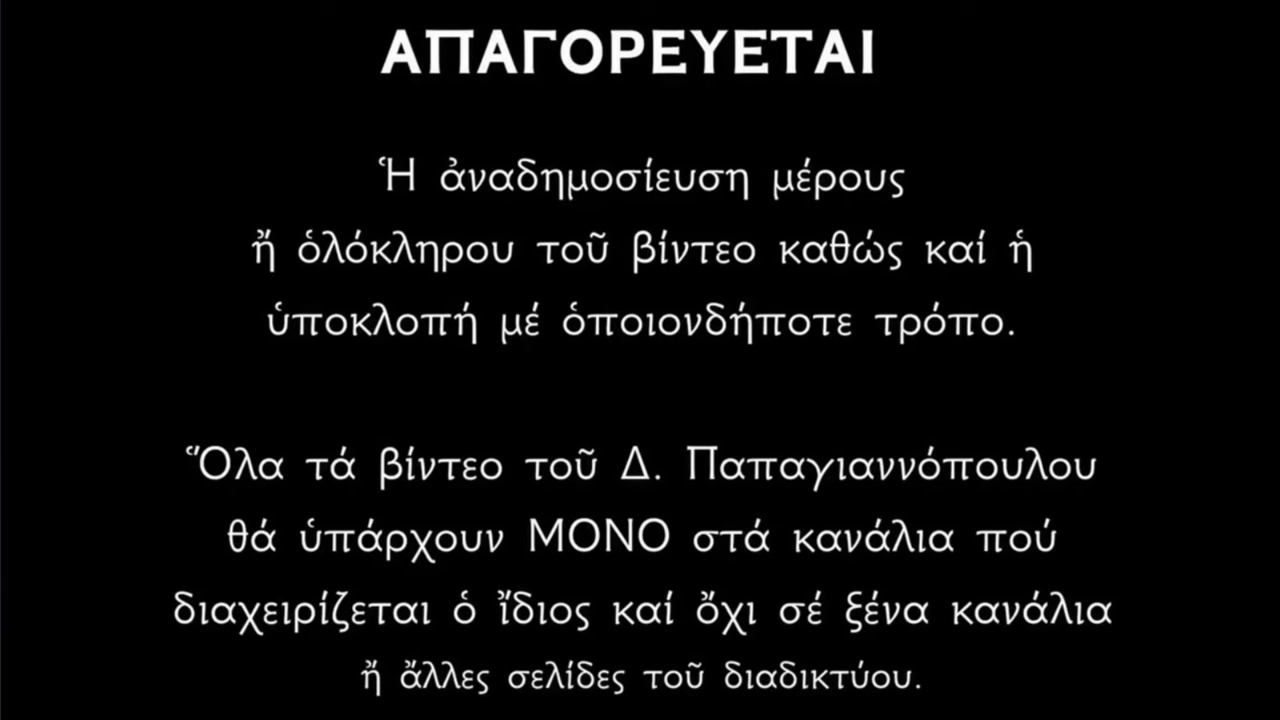 ΑΠΑΓΟΡΕΥΕΤΑΙ
Ἡ ἀναδημοσίευση μέρους
ἤ ὁλόκληρου τοῦ βίντεο καθώς καί ἡ
ὑποκλοπή μέ ὁποιονδήποτε τρόπο.
Ὅλα τά βίντεο τοῦ Δ. Παπαγιαννόπουλου
θά ὑπάρχουν ΜΟΝΟ στά κανάλια πού
διαχειρίζεται ὁ ἴδιος καί ὄχι σέ ξένα κανάλια
ἤ ἄλλες σελίδες τοῦ διαδικτύου.